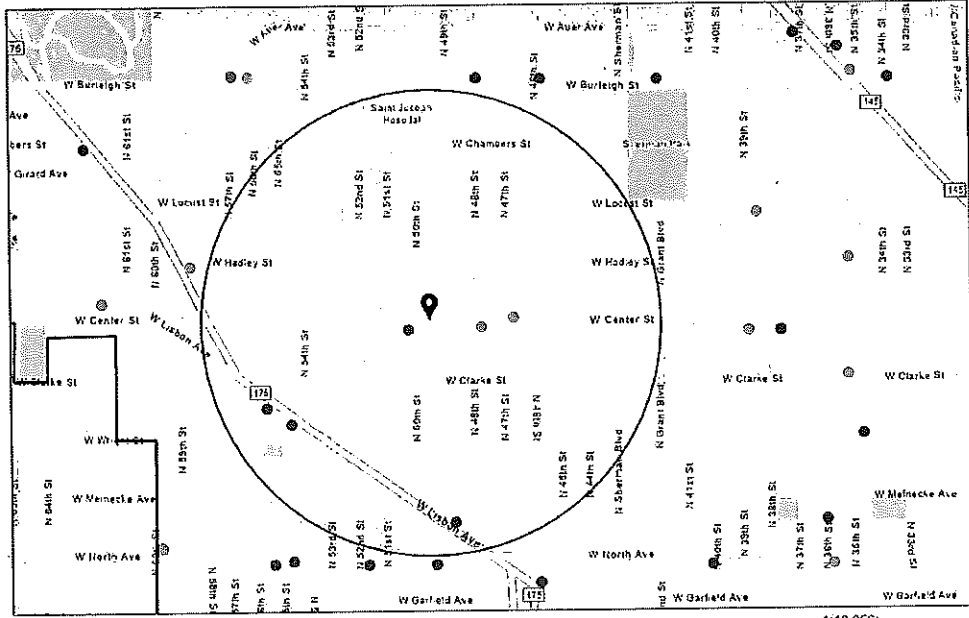 W Auer Ave
N 53rd St
N 52nd St
N 49th St
W Auer Ave
N Sherman Blvd
N 41st St
N 40th St
N 37th St
N 35th St
N 34th St
N 33rd St
Canadian Pacific
W Burleigh St
N 54th St
W Burleigh St
145
Ave
N 61st St
Saint Joseph
Hospital
W Chambers St
Sherman Park
N 39th St
bers St
Girard Ave
N 57th St
N 56th St
N 55th St
N 52nd St
N 51st St
N 48th St
N 47th St
145
W Locust St
W Locust St
N 50th St
N 61st St
N 60th St
W Hadley St
W Hadley St
N Grant Blvd
N 34th St
N 33rd St
W Center St
W Lisbon Ave
W Center St
N 54th St
W Clarke St
W Clarke St
W Clarke St
W Clarke St
175
N 50th St
N 48th St
N 47th St
N 46th St
N Grant Blvd
N 59th St
N Sherman Blvd
N 64th St
W Meinecke Ave
W Lisbon Ave
N 45th St
N 44th St
N 41st St
N 38th St
W Meinecke Ave
W North Ave
N 53rd St
N 52nd St
N 51st St
W North Ave
N 40th St
N 39th St
N 37th St
N 36th St
N 33rd St
W Garfield Ave
175
W Garfield Ave
W Garfield Ave